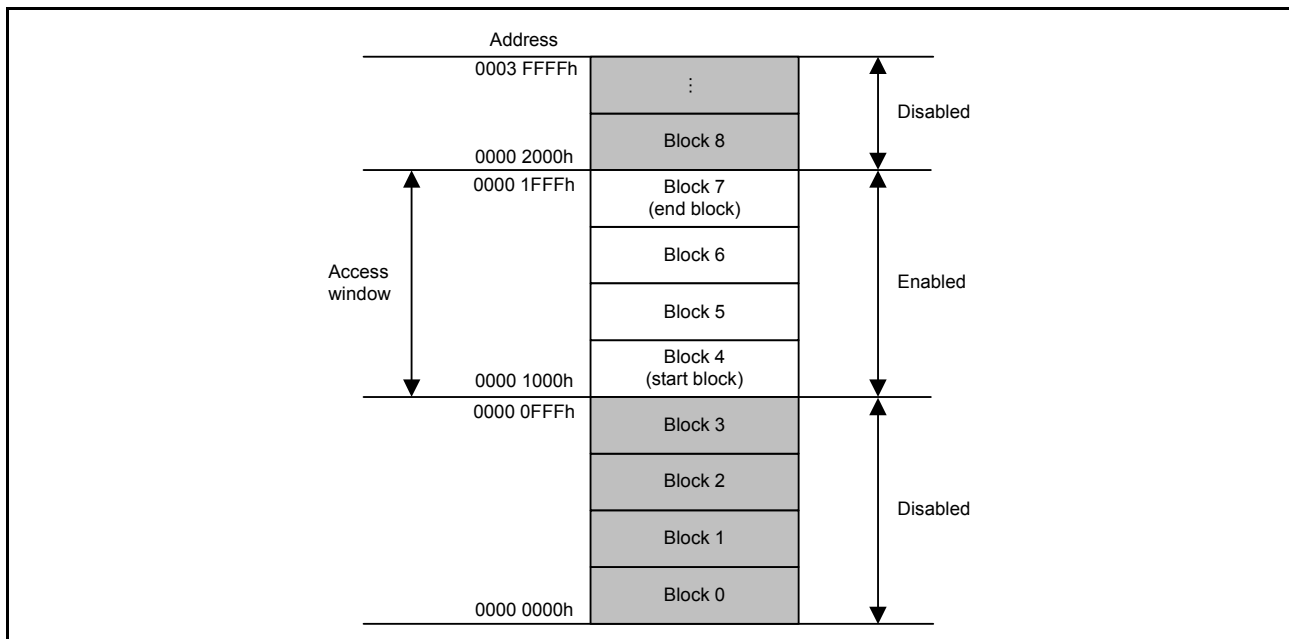 Address
0003 FFFFh
⋮
Disabled
Block 8
0000 2000h
0000 1FFFh
Block 7
(end block)
Block 6
Access
window
Enabled
Block 5
Block 4
(start block)
0000 1000h
0000 0FFFh
Block 3
Block 2
Disabled
Block 1
Block 0
0000 0000h